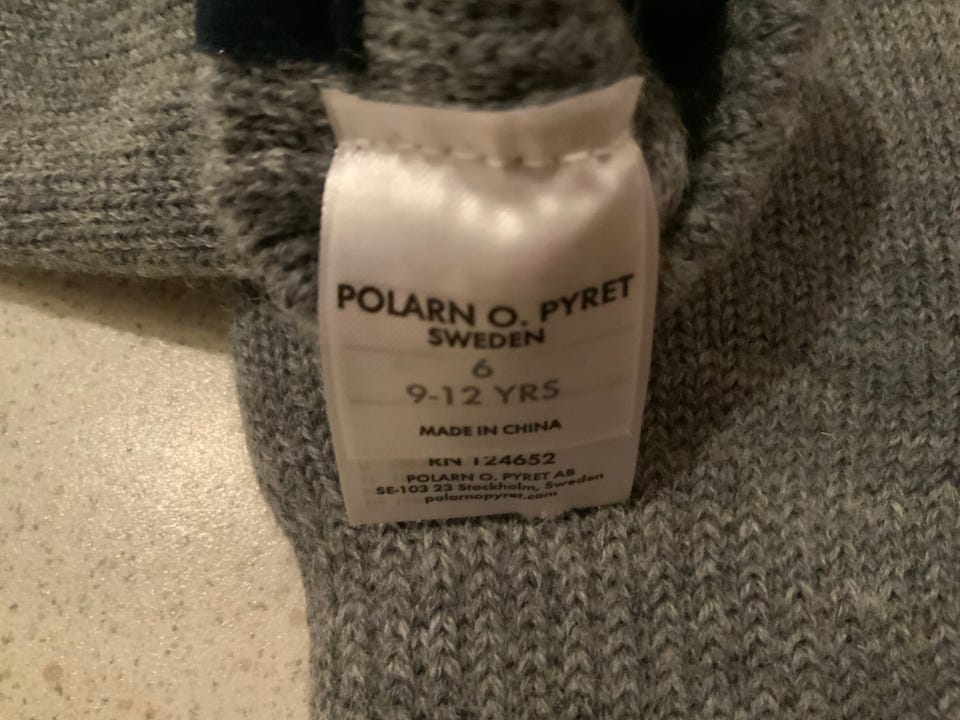 POLARN O. PYRET
SWEDEN
6
9-12 YRS
MADE IN CHINA
RN 124652
POLARN O. PYRET AB
SE-103 23 Stockholm, Sweden
polarnopyret.com